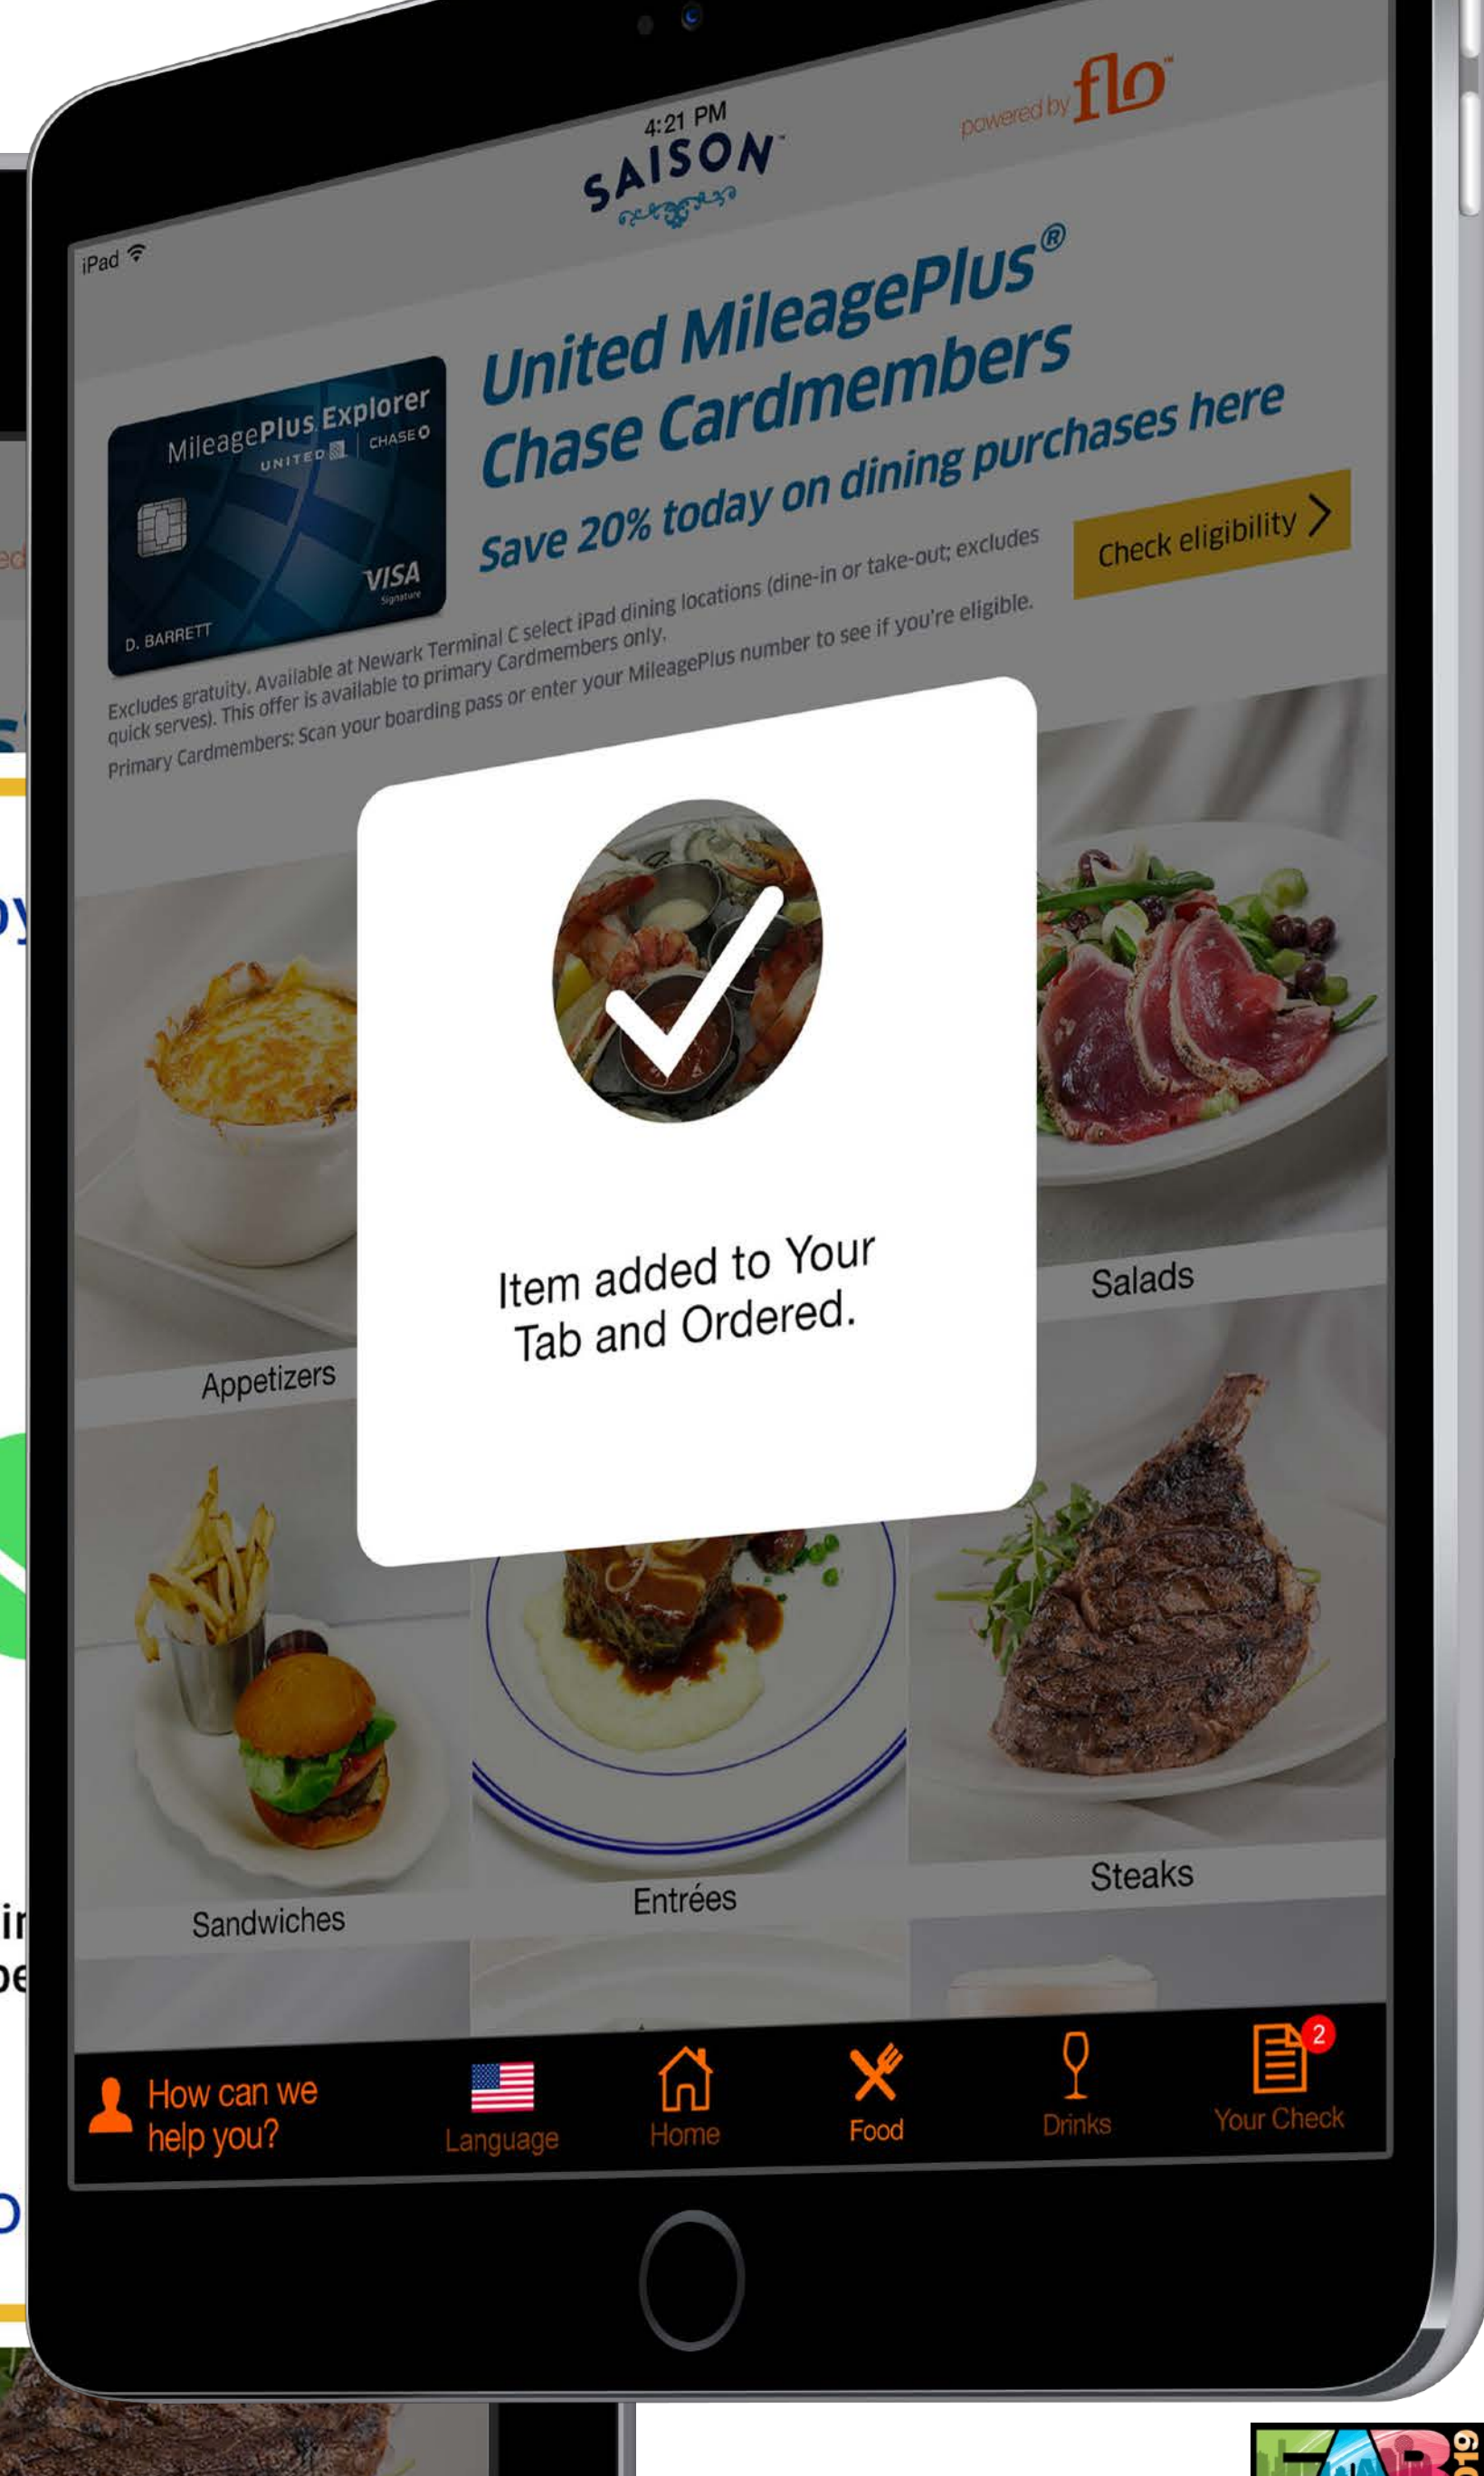 4:21 PM
SAISON
powered by flo™
iPad
United MileagePlus®
Chase Cardmembers
Save 20% today on dining purchases here
Check eligibility
MileagePlus Explorer
UNITED CHASE
VISA
Signature
D. BARRETT
Excludes gratuity. Available at Newark Terminal C select iPad dining locations (dine-in or take-out; excludes
quick serves). This offer is available to primary Cardmembers only.
Primary Cardmembers: Scan your boarding pass or enter your MileagePlus number to see if you're eligible.
Item added to Your
Tab and Ordered.
Appetizers
Salads
Sandwiches
Entrées
Steaks
How can we
help you?
Language
Home
Food
Drinks
Your Check
2